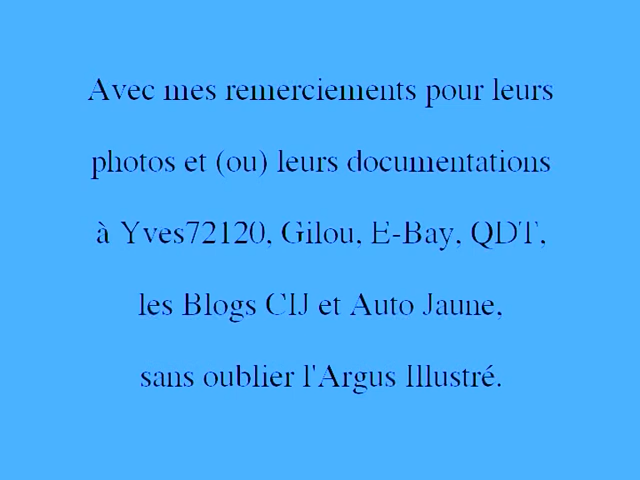 Avec mes remerciements pour leurs
photos et (ou) leurs documentations
à Yves72120, Gilou, E-Bay, QDT,
les Blogs CIJ et Auto Jaune,
sans oublier l'Argus Illustré.